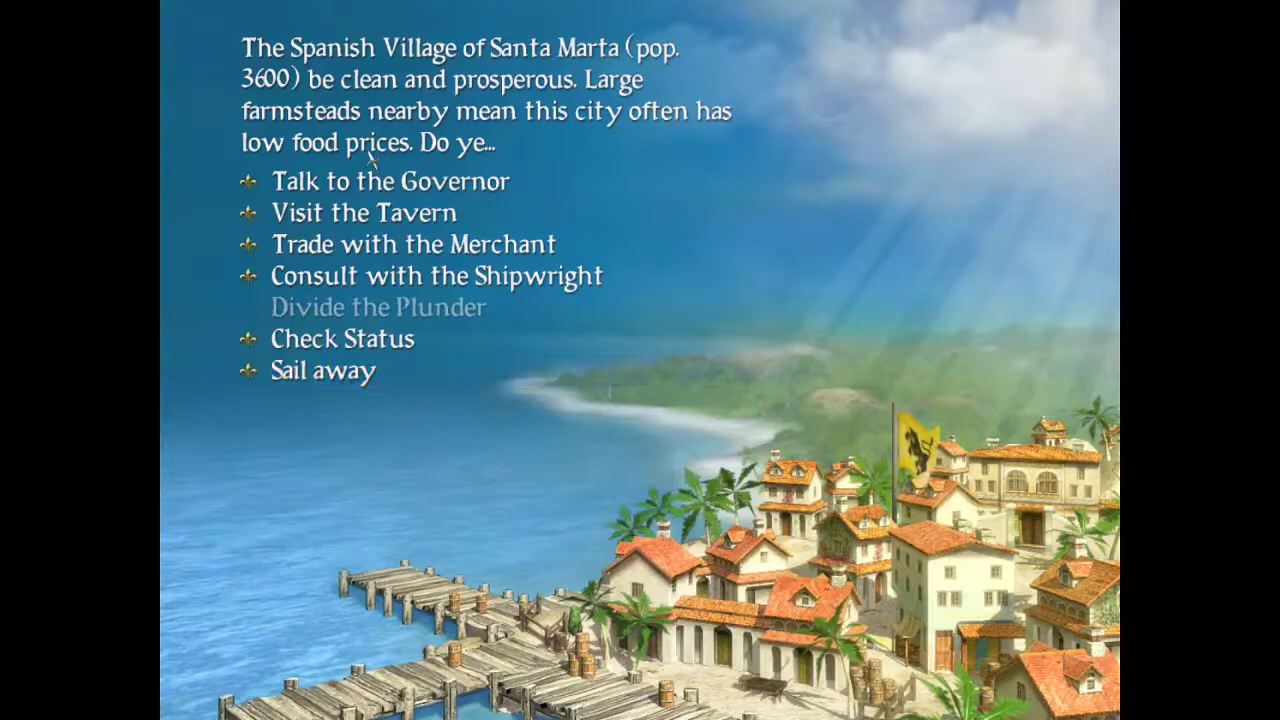 The Spanish Village of Santa Marta (pop.
3600) be clean and prosperous. Large
farmsteads nearby mean this city often has
low food prices. Do ye...
Talk to the Governor
Visit the Tavern
Trade with the Merchant
Consult with the Shipwright
Divide the Plunder
Check Status
Sail away